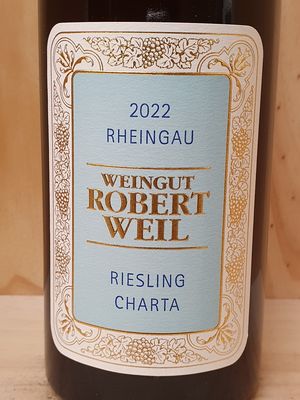 2022
RHEINGAU
WEINGUT
ROBERT
WEIL
RIESLING
CHARTA